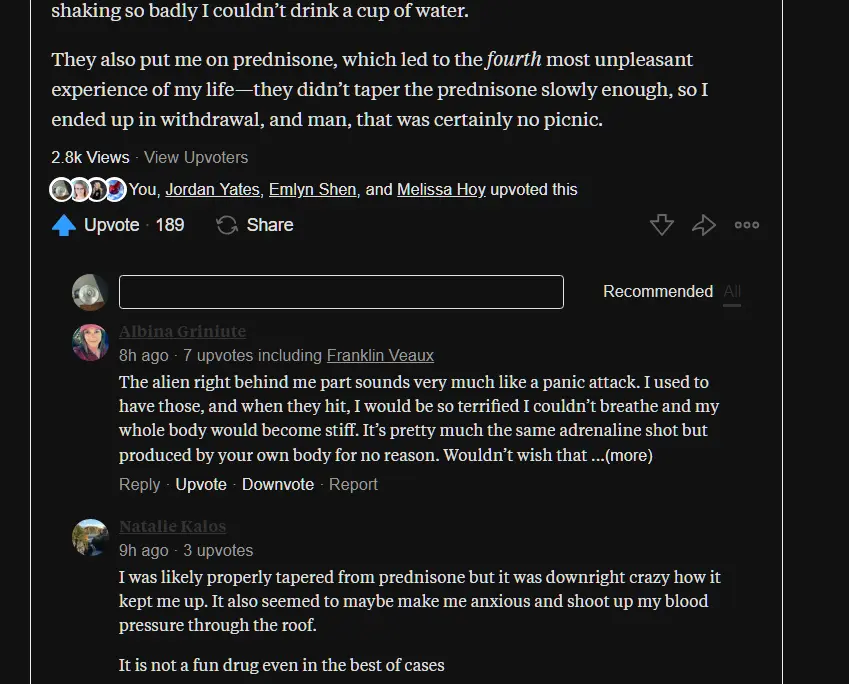 shaking so badly I couldn’t drink a cup of water.
They also put me on prednisone, which led to the fourth most unpleasant
experience of my life—they didn’t taper the prednisone slowly enough, so I
ended up in withdrawal, and man, that was certainly no picnic.
2.8k Views · View Upvoters
You, Jordan Yates, Emlyn Shen, and Melissa Hoy upvoted this
Upvote · 189 Share
Recommended All
Albina Griniute
8h ago · 7 upvotes including Franklin Veaux
The alien right behind me part sounds very much like a panic attack. I used to
have those, and when they hit, I would be so terrified I couldn’t breathe and my
whole body would become stiff. It’s pretty much the same adrenaline shot but
produced by your own body for no reason. Wouldn’t wish that ...(more)
Reply · Upvote · Downvote · Report
Natalie Kalos
9h ago · 3 upvotes
I was likely properly tapered from prednisone but it was downright crazy how it
kept me up. It also seemed to maybe make me anxious and shoot up my blood
pressure through the roof.
It is not a fun drug even in the best of cases